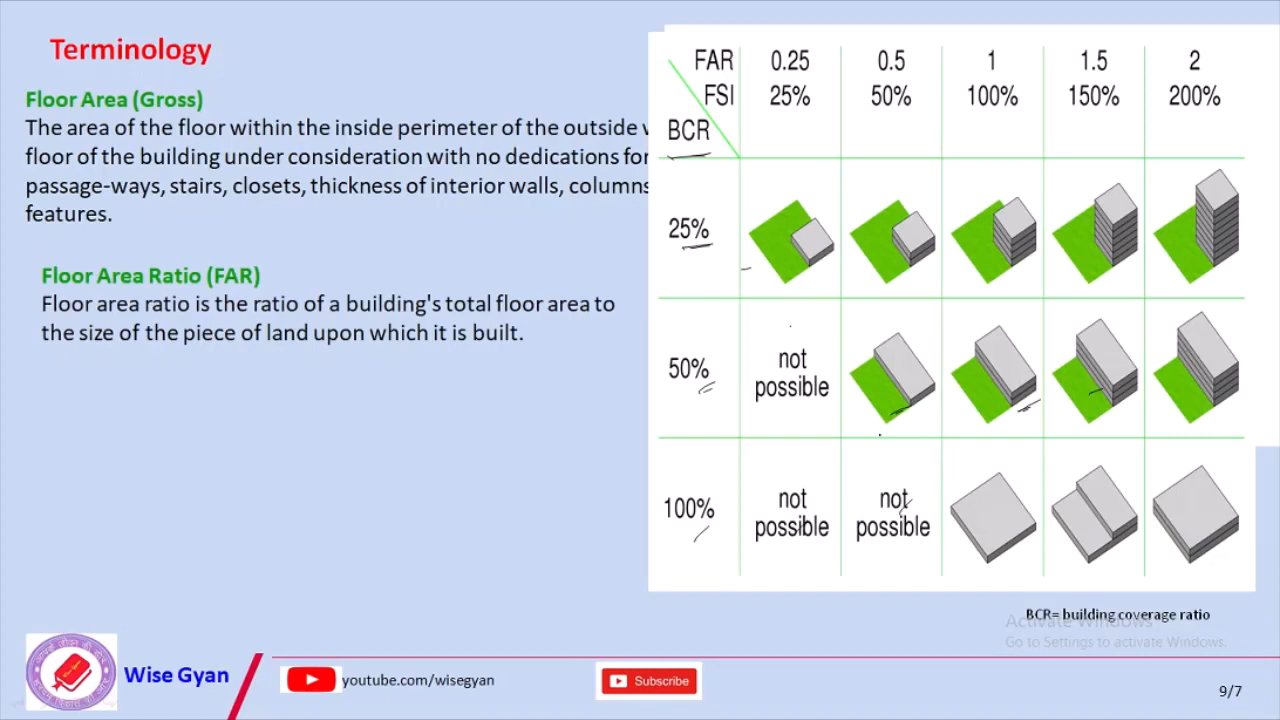 Terminology
Floor Area (Gross)
The area of the floor within the inside perimeter of the outside
floor of the building under consideration with no dedications for
passage-ways, stairs, closets, thickness of interior walls, columns
features.
Floor Area Ratio (FAR)
Floor area ratio is the ratio of a building's total floor area to
the size of the piece of land upon which it is built.
FAR 0.25 0.5 1 1.5 2
FSI 25% 50% 100% 150% 200%
BCR
25%
50% not possible
100% not possible not possible
BCR= building coverage ratio
Activate Windows
Go to Settings to activate Windows.
Wise Gyan
youtube.com/wisegyan
Subscribe
9/7